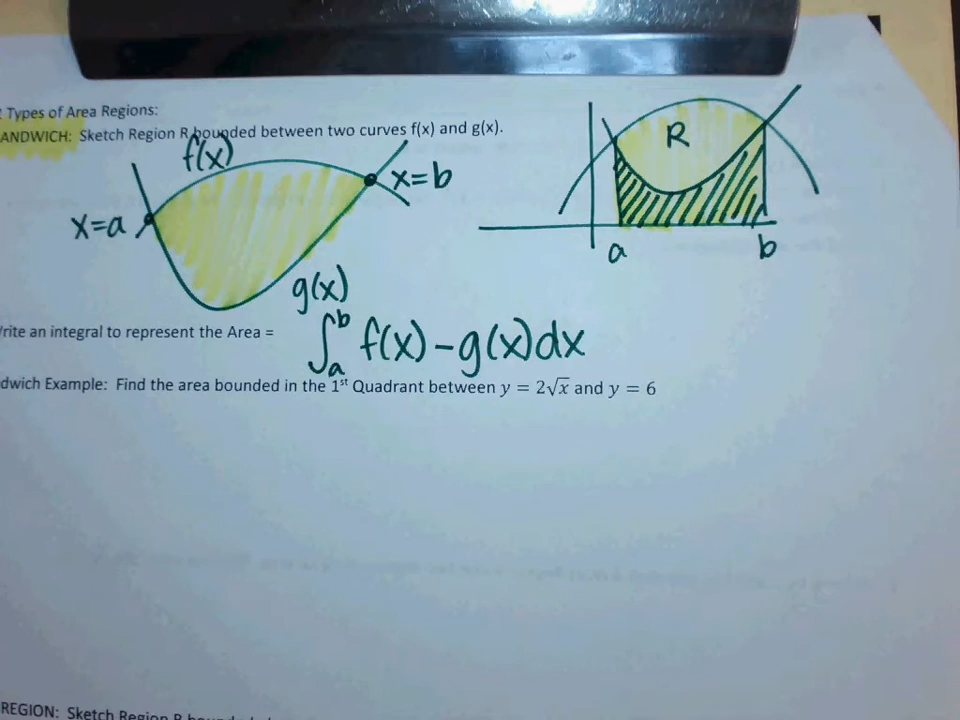 Types of Area Regions:
ANDWICH: Sketch Region R bounded between two curves f(x) and g(x).
f(x)
R
x=b
x=a
a
b
g(x)
rite an integral to represent the Area =
∫ₐᵇ f(x)-g(x)dx
dwich Example: Find the area bounded in the 1ˢᵗ Quadrant between y = 2√x and y = 6
REGION: Sketch Region R